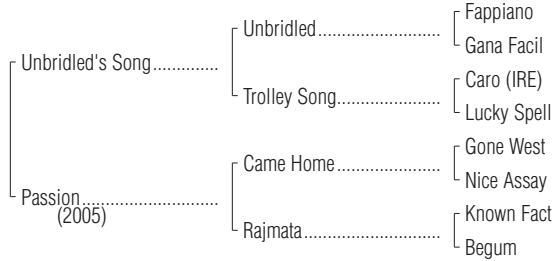 Fappiano
Unbridled............................
Gana Facil
Unbridled's Song...............
Caro (IRE)
Trolley Song..........................
Lucky Spell
Gone West
Came Home..........................
Nice Assay
Passion.................................
(2005)
Known Fact
Rajmata.................................
Begum